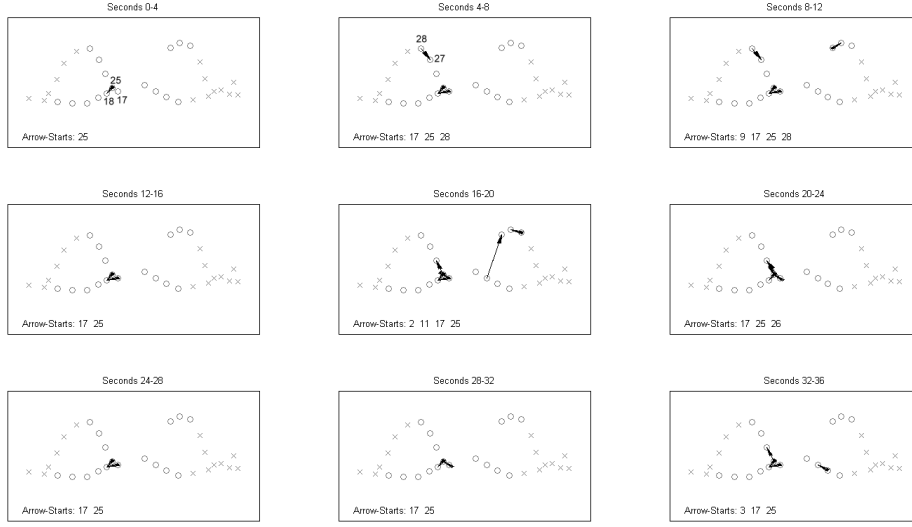 Seconds 0-4
25
18 17
Arrow-Starts: 25
Seconds 4-8
28
27
Arrow-Starts: 17 25 28
Seconds 8-12
Arrow-Starts: 9 17 25 28
Seconds 12-16
Arrow-Starts: 17 25
Seconds 16-20
Arrow-Starts: 2 11 17 25
Seconds 20-24
Arrow-Starts: 17 25 26
Seconds 24-28
Arrow-Starts: 17 25
Seconds 28-32
Arrow-Starts: 17 25
Seconds 32-36
Arrow-Starts: 3 17 25